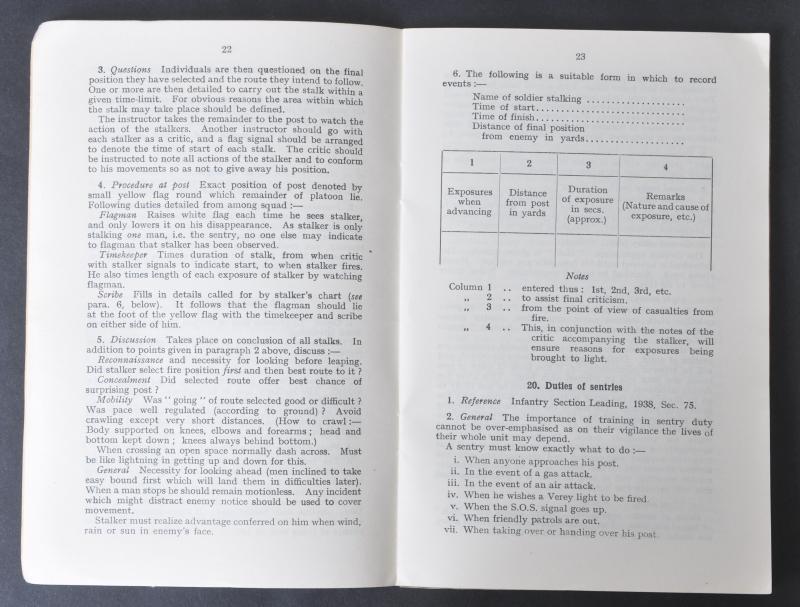 22
3. Questions Individuals are then questioned on the final
position they have selected and the route they intend to follow.
One or more are then detailed to carry out the stalk within a
given time-limit. For obvious reasons the area within which
the stalk may take place should be defined.
The instructor takes the remainder to the post to watch the
action of the stalkers. Another instructor should go with
each stalker as a critic, and a flag signal should be arranged
to denote the time of start of each stalk. The critic should
be instructed to note all actions of the stalker and to conform
to his movements so as not to give away his position.
4. Procedure at post Exact position of post denoted by
small yellow flag round which remainder of platoon lie.
Following duties detailed from among squad :—
Flagman Raises white flag each time he sees stalker,
and only lowers it on his disappearance. As stalker is only
stalking one man, i.e. the sentry, no one else may indicate
to flagman that stalker has been observed.
Timekeeper Times duration of stalk, from when critic
with stalker signals to indicate start, to when stalker fires.
He also times length of each exposure of stalker by watching
flagman.
Scribe Fills in details called for by stalker's chart (see
para. 6, below). It follows that the flagman should lie
at the foot of the yellow flag with the timekeeper and scribe
on either side of him.
5. Discussion Takes place on conclusion of all stalks. In
addition to points given in paragraph 2 above, discuss :—
Reconnaissance and necessity for looking before leaping.
Did stalker select fire position first and then best route to it ?
Concealment Did selected route offer best chance of
surprising post ?
Mobility Was " going " of route selected good or difficult ?
Was pace well regulated (according to ground) ? Avoid
crawling except very short distances. (How to crawl :—
Body supported on knees, elbows and forearms ; head and
bottom kept down ; knees always behind bottom.)
When crossing an open space normally dash across. Must
be like lightning in getting up and down for this.
General Necessity for looking ahead (men inclined to take
easy bound first which will land them in difficulties later).
When a man stops he should remain motionless. Any incident
which might distract enemy notice should be used to cover
movement.
Stalker must realize advantage conferred on him when wind,
rain or sun in enemy's face.
23
6. The following is a suitable form in which to record
events :—
Name of soldier stalking ....................
Time of start..............................
Time of finish..............................
Distance of final position
from enemy in yards....................
1 2 3 4
Exposures when advancing
Distance from post in yards
Duration of exposure in secs. (approx.)
Remarks (Nature and cause of exposure, etc.)
Notes
Column 1 .. entered thus : 1st, 2nd, 3rd, etc.
„ 2 .. to assist final criticism.
„ 3 .. from the point of view of casualties from
fire.
„ 4 .. This, in conjunction with the notes of the
critic accompanying the stalker, will
ensure reasons for exposures being
brought to light.
20. Duties of sentries
1. Reference Infantry Section Leading, 1938, Sec. 75.
2. General The importance of training in sentry duty
cannot be over-emphasised as on their vigilance the lives of
their whole unit may depend.
A sentry must know exactly what to do :—
i. When anyone approaches his post.
ii. In the event of a gas attack.
iii. In the event of an air attack.
iv. When he wishes a Verey light to be fired.
v. When the S.O.S. signal goes up.
vi. When friendly patrols are out.
vii. When taking over or handing over his post.